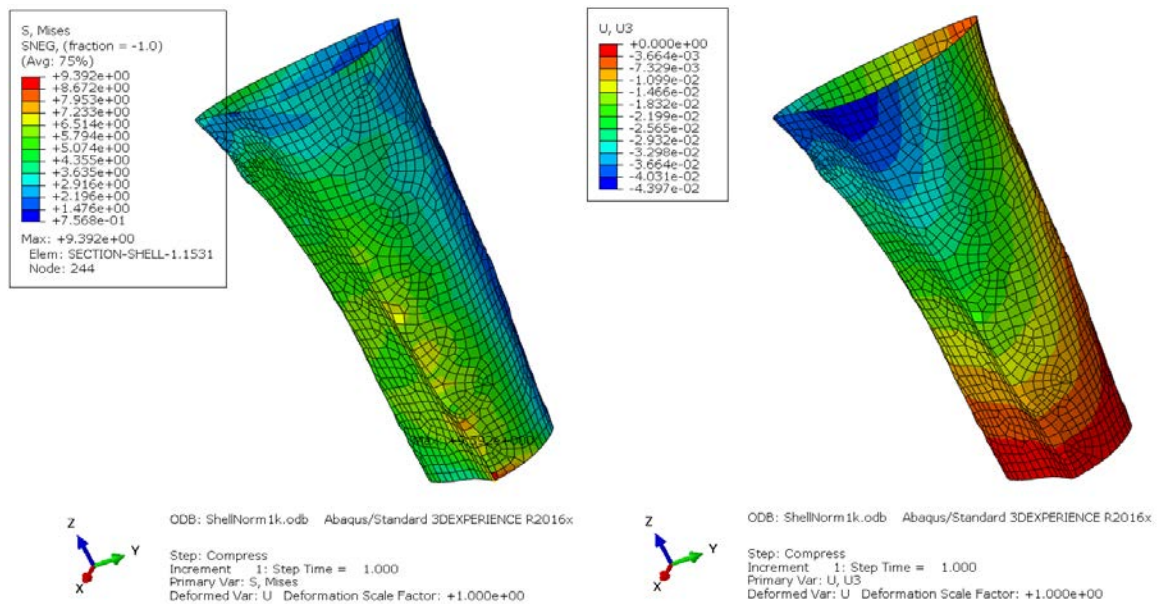 S, Mises
SNEG, (fraction = -1.0)
(Avg: 75%)
+9.392e+00
+8.672e+00
+7.953e+00
+7.233e+00
+6.514e+00
+5.794e+00
+5.074e+00
+4.355e+00
+3.635e+00
+2.916e+00
+2.196e+00
+1.476e+00
+7.568e-01
Max: +9.392e+00
Elem: SECTION-SHELL-1.1531
Node: 244
Z
Y
X
ODB: ShellNorm1k.odb Abaqus/Standard 3DEXPERIENCE R2016x
Step: Compress
Increment 1: Step Time = 1.000
Primary Var: S, Mises
Deformed Var: U Deformation Scale Factor: +1.000e+00
U, U3
+0.000e+00
-3.664e-03
-7.329e-03
-1.099e-02
-1.466e-02
-1.832e-02
-2.199e-02
-2.565e-02
-2.932e-02
-3.298e-02
-3.664e-02
-4.031e-02
-4.397e-02
Z
Y
X
ODB: ShellNorm1k.odb Abaqus/Standard 3DEXPERIENCE R2016x
Step: Compress
Increment 1: Step Time = 1.000
Primary Var: U, U3
Deformed Var: U Deformation Scale Factor: +1.000e+00